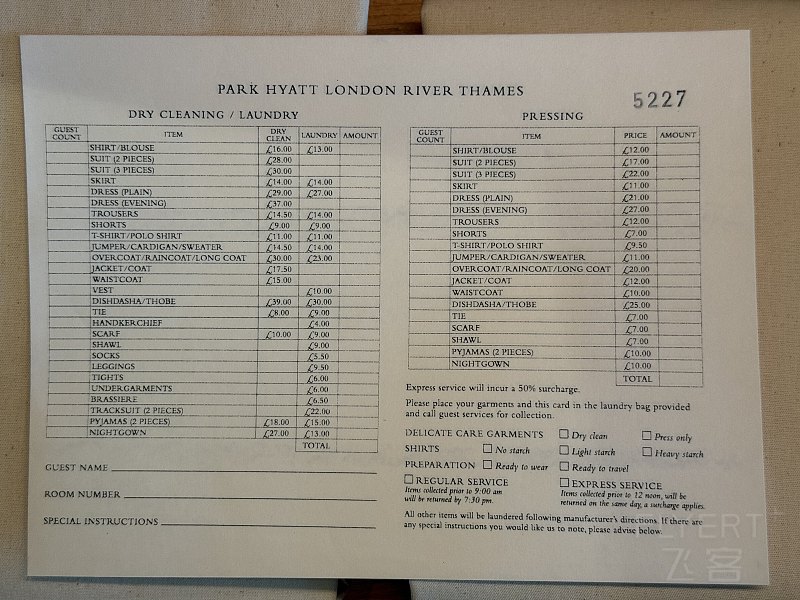 PARK HYATT LONDON RIVER THAMES
5227
DRY CLEANING / LAUNDRY
GUEST COUNT ITEM DRY CLEAN LAUNDRY AMOUNT
SHIRT/BLOUSE £16.00 £13.00
SUIT (2 PIECES) £28.00
SUIT (3 PIECES) £30.00
SKIRT £14.00 £14.00
DRESS (PLAIN) £29.00 £27.00
DRESS (EVENING) £37.00
TROUSERS £14.50 £14.00
SHORTS £9.00 £9.00
T-SHIRT/POLO SHIRT £11.00 £11.00
JUMPER/CARDIGAN/SWEATER £14.50 £14.00
OVERCOAT/RAINCOAT/LONG COAT £30.00 £23.00
JACKET/COAT £17.50
WAISTCOAT £15.00
VEST £10.00
DISHDASHA/THOBE £39.00 £30.00
TIE £8.00 £9.00
HANDKERCHIEF £4.00
SCARF £10.00 £9.00
SHAWL £9.00
SOCKS £5.50
LEGGINGS £9.50
TIGHTS £6.00
UNDERGARMENTS £6.00
BRASSIERE £6.50
TRACKSUIT (2 PIECES) £22.00
PYJAMAS (2 PIECES) £18.00 £15.00
NIGHTGOWN £27.00 £13.00
TOTAL
GUEST NAME
ROOM NUMBER
SPECIAL INSTRUCTIONS
PRESSING
GUEST COUNT ITEM PRICE AMOUNT
SHIRT/BLOUSE £12.00
SUIT (2 PIECES) £17.00
SUIT (3 PIECES) £22.00
SKIRT £11.00
DRESS (PLAIN) £21.00
DRESS (EVENING) £27.00
TROUSERS £12.00
SHORTS £7.00
T-SHIRT/POLO SHIRT £9.50
JUMPER/CARDIGAN/SWEATER £11.00
OVERCOAT/RAINCOAT/LONG COAT £20.00
JACKET/COAT £12.00
WAISTCOAT £10.00
DISHDASHA/THOBE £25.00
TIE £7.00
SCARF £7.00
SHAWL £7.00
PYJAMAS (2 PIECES) £10.00
NIGHTGOWN £10.00
TOTAL
Express service will incur a 50% surcharge.
Please place your garments and this card in the laundry bag provided
and call guest services for collection.
DELICATE CARE GARMENTS Dry clean Press only
SHIRTS No starch Light starch Heavy starch
PREPARATION Ready to wear Ready to travel
REGULAR SERVICE
Items collected prior to 9:00 am
will be returned by 7:30 pm.
EXPRESS SERVICE
Items collected prior to 12 noon, will be
returned on the same day, a surcharge applies.
All other items will be laundered following manufacturer's directions. If there are
any special instructions you would like us to note, please advise below.
FLYERT
飞客